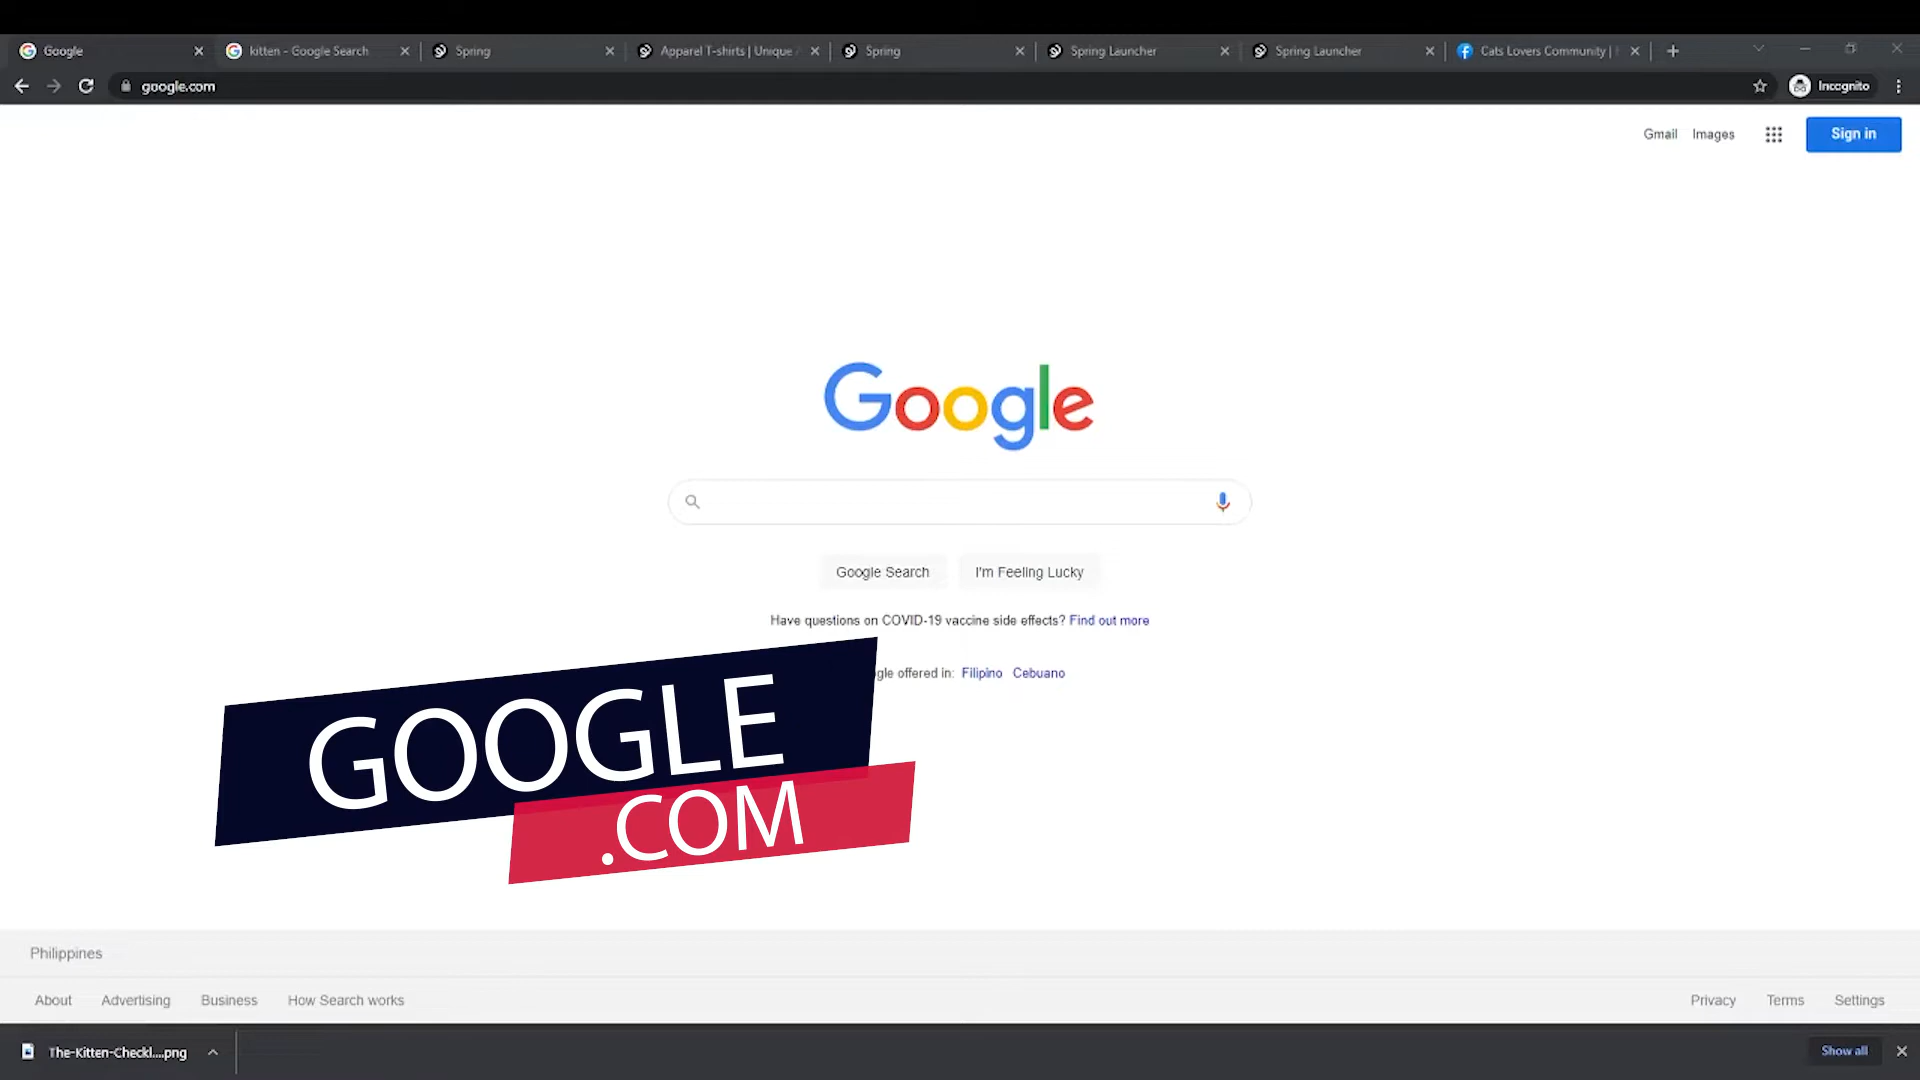 Google
kitten - Google Search
Spring
Apparel T-shirts | Unique
Spring
Spring Launcher
Spring Launcher
Cats Lovers Community |
google.com
Incognito
Gmail
Images
Sign in
Google
Google Search
I'm Feeling Lucky
Have questions on COVID-19 vaccine side effects? Find out more
gle offered in: Filipino Cebuano
GOOGLE
.COM
Philippines
About
Advertising
Business
How Search works
Privacy
Terms
Settings
The-Kitten-Checkl....png
Show all